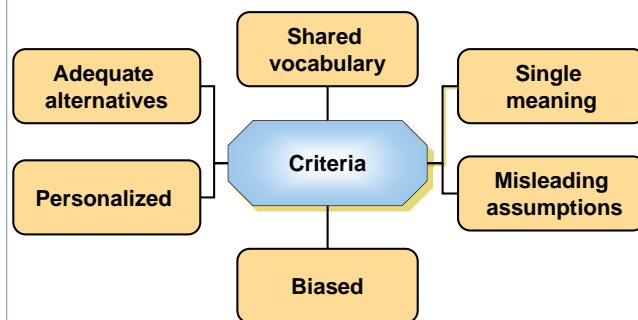 Shared
vocabulary
Adequate
alternatives
Single
meaning
Criteria
Personalized
Misleading
assumptions
Biased